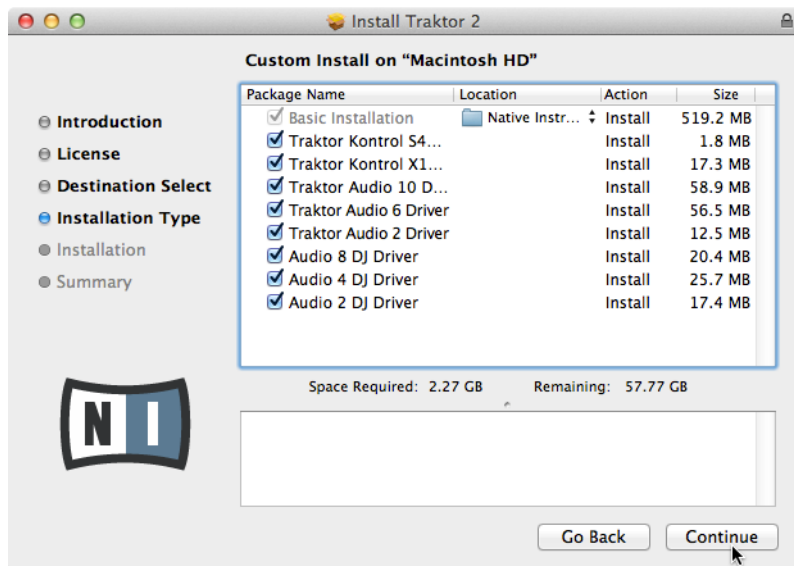 Install Traktor 2
Custom Install on “Macintosh HD”
Introduction
License
Destination Select
Installation Type
Installation
Summary
Package Name Location Action Size
Basic Installation Native Instr... Install 519.2 MB
Traktor Kontrol S4... Install 1.8 MB
Traktor Kontrol X1... Install 17.3 MB
Traktor Audio 10 D... Install 58.9 MB
Traktor Audio 6 Driver Install 56.5 MB
Traktor Audio 2 Driver Install 12.5 MB
Audio 8 DJ Driver Install 20.4 MB
Audio 4 DJ Driver Install 25.7 MB
Audio 2 DJ Driver Install 17.4 MB
Space Required: 2.27 GB Remaining: 57.77 GB
N I
Go Back Continue